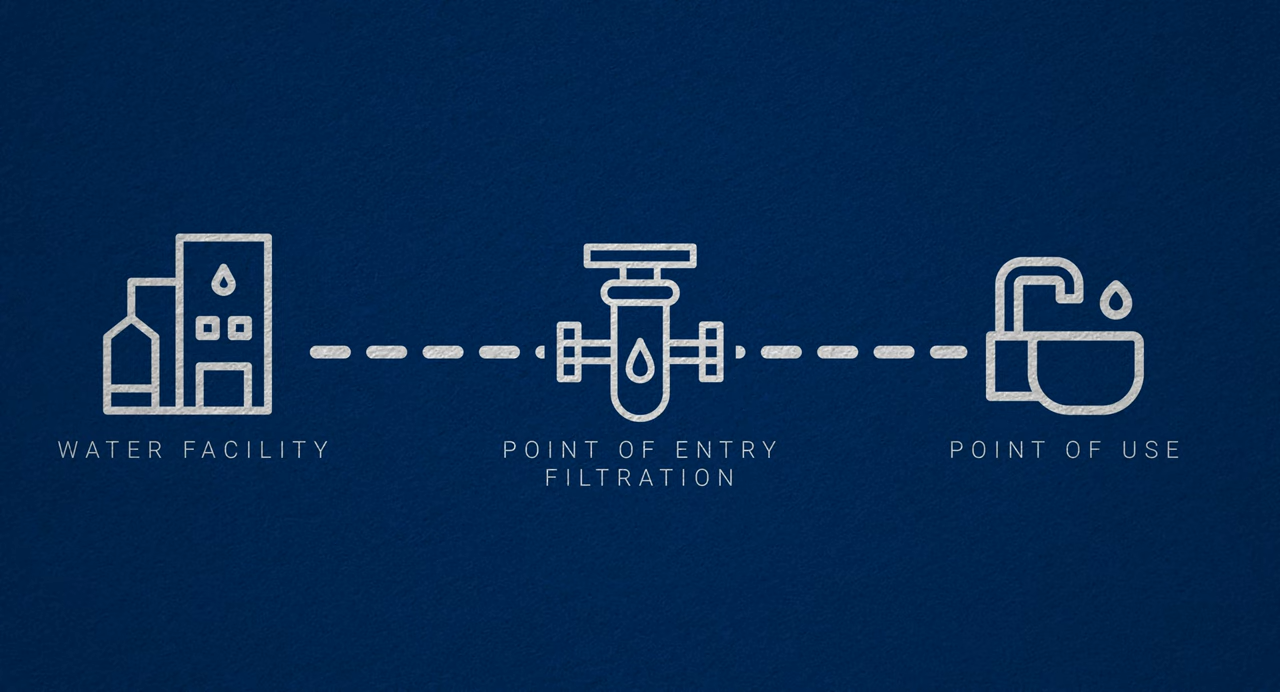 WATER FACILITY
POINT OF ENTRY
FILTRATION
POINT OF USE